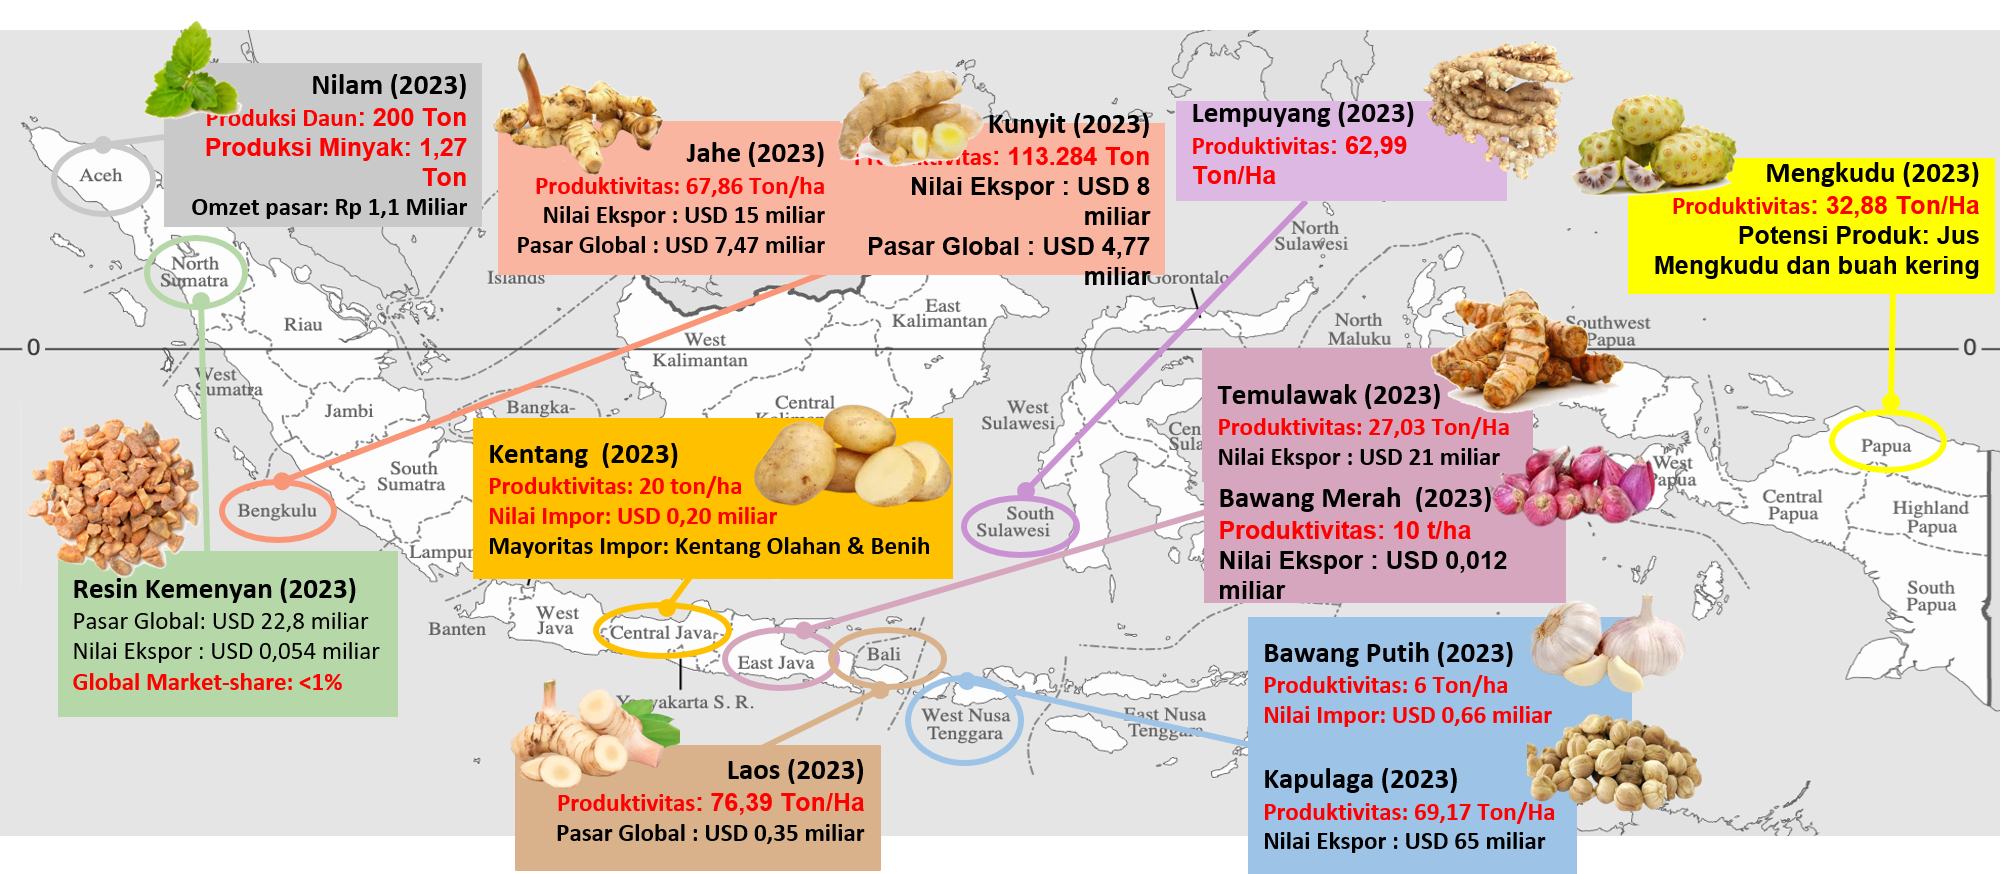 Nilam (2023)
Produksi Daun: 200 Ton
Produksi Minyak: 1,27
Ton
Omzet pasar: Rp 1,1 Miliar
Jahe (2023)
Produktivitas: 67,86 Ton/ha
Nilai Ekspor : USD 15 miliar
Pasar Global : USD 7,47 miliar
Kunyit (2023)
Produktivitas: 113.284 Ton
Nilai Ekspor : USD 8
miliar
Pasar Global : USD 4,77
miliar
Lempuyang (2023)
Produktivitas: 62,99
Ton/Ha
Mengkudu (2023)
Produktivitas: 32,88 Ton/Ha
Potensi Produk: Jus
Mengkudu dan buah kering
Aceh
North
Sumatra
Riau
Islands
West
Sumatra
Jambi
Bangka-
South
Sumatra
Bengkulu
Lampun
0
West
Kalimantan
East
Kalimantan
Central
North
Sulawesi
Gorontalo
West
Sulawesi
South
Sulawesi
North
Maluku
Southwest
Papua
0
West
Papua
Papua
Central
Papua
Highland
Papua
South
Papua
Kentang (2023)
Produktivitas: 20 ton/ha
Nilai Impor: USD 0,20 miliar
Mayoritas Impor: Kentang Olahan & Benih
Temulawak (2023)
Produktivitas: 27,03 Ton/Ha
Nilai Ekspor : USD 21 miliar
Bawang Merah (2023)
Produktivitas: 10 t/ha
Nilai Ekspor : USD 0,012
miliar
Resin Kemenyan (2023)
Pasar Global: USD 22,8 miliar
Nilai Ekspor : USD 0,054 miliar
Global Market-share: <1%
Banten
West
Java
Central Java
East Java
Bali
S. R.
West Nusa
Tenggara
East Nusa
Tenggara
Laos (2023)
Produktivitas: 76,39 Ton/Ha
Pasar Global : USD 0,35 miliar
Bawang Putih (2023)
Produktivitas: 6 Ton/ha
Nilai Impor: USD 0,66 miliar
Kapulaga (2023)
Produktivitas: 69,17 Ton/Ha
Nilai Ekspor : USD 65 miliar